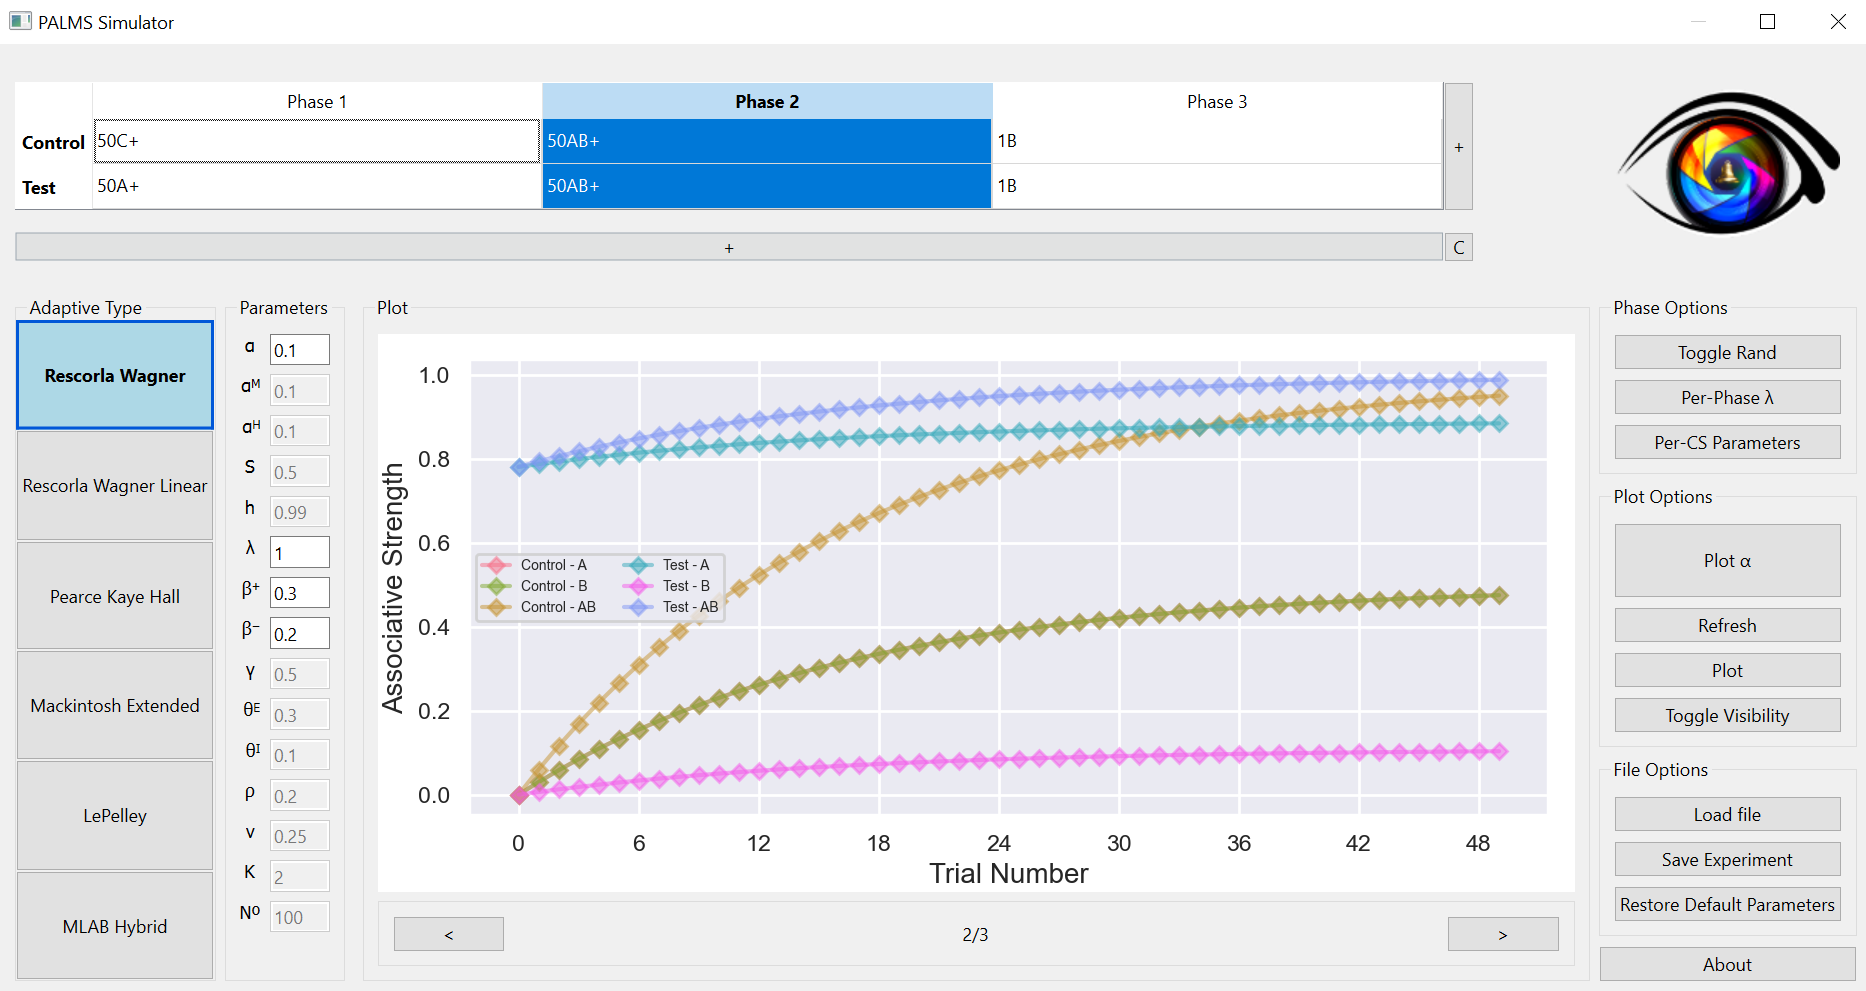 PALMS Simulator
Phase 1 Phase 2 Phase 3
Control 50C+ 50AB+ 1B
Test 50A+ 50AB+ 1B
+
+
C
Adaptive Type
Rescorla Wagner
Rescorla Wagner Linear
Pearce Kaye Hall
Mackintosh Extended
LePelley
MLAB Hybrid
Parameters
α 0.1
αᴹ 0.1
αᴴ 0.1
S 0.5
h 0.99
λ 1
β⁺ 0.3
β⁻ 0.2
γ 0.5
θᴱ 0.3
θᴵ 0.1
ρ 0.2
ν 0.25
K 2
Nº 100
Plot
Associative Strength
1.0
0.8
0.6
0.4
0.2
0.0
Control - A Test - A
Control - B Test - B
Control - AB Test - AB
0 6 12 18 24 30 36 42 48
Trial Number
< 2/3 >
Phase Options
Toggle Rand
Per-Phase λ
Per-CS Parameters
Plot Options
Plot α
Refresh
Plot
Toggle Visibility
File Options
Load file
Save Experiment
Restore Default Parameters
About